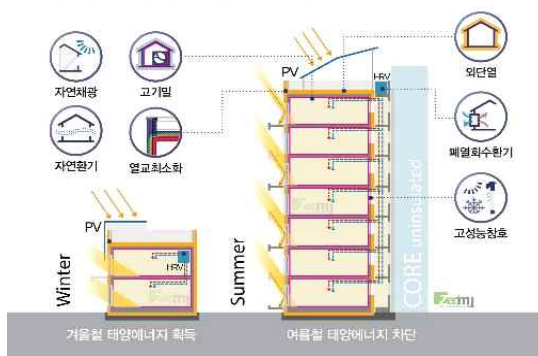 PV
HRV
외단열
자연채광
고기밀
자연환기
열교최소화
폐열회수환기
고성능창호
PV
HRV
Winter
Summer
CORE uninsulated
겨울철 태양에너지 획득
여름철 태양에너지 차단